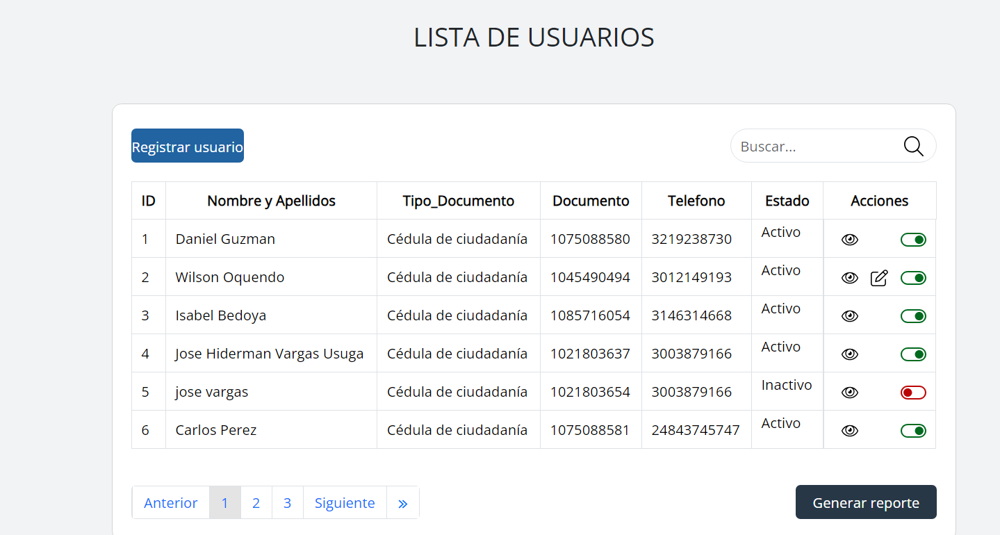 LISTA DE USUARIOS
Registrar usuario
Buscar...
ID Nombre y Apellidos Tipo_Documento Documento Telefono Estado Acciones
1 Daniel Guzman Cédula de ciudadanía 1075088580 3219238730 Activo
2 Wilson Oquendo Cédula de ciudadanía 1045490494 3012149193 Activo
3 Isabel Bedoya Cédula de ciudadanía 1085716054 3146314668 Activo
4 Jose Hiderman Vargas Usuga Cédula de ciudadanía 1021803637 3003879166 Activo
5 jose vargas Cédula de ciudadanía 1021803654 3003879166 Inactivo
6 Carlos Perez Cédula de ciudadanía 1075088581 24843745747 Activo
Anterior 1 2 3 Siguiente »
Generar reporte